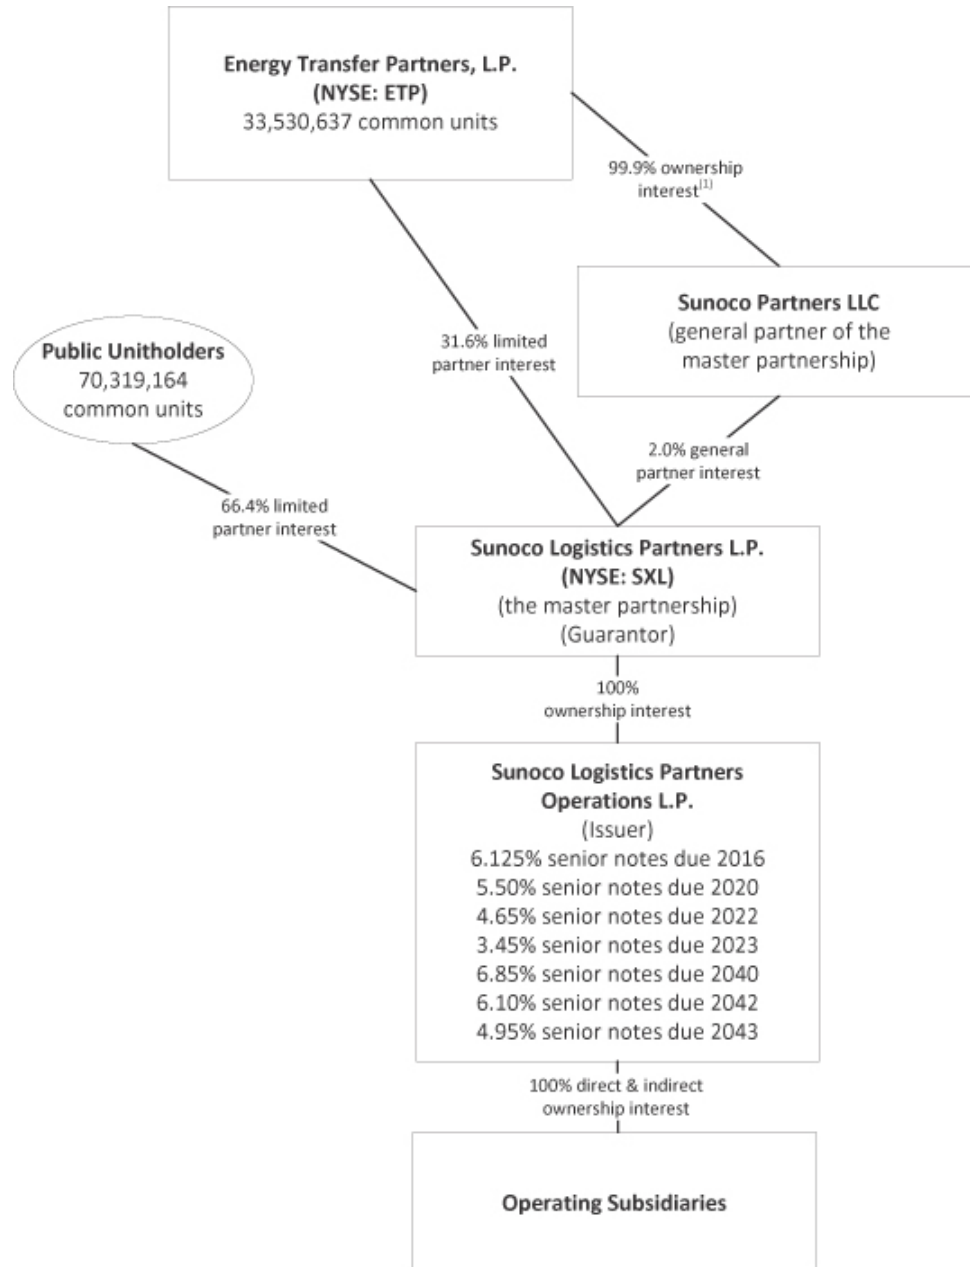 Energy Transfer Partners, L.P.
(NYSE: ETP)
33,530,637 common units
99.9% ownership
interest(1)
Sunoco Partners LLC
(general partner of the
master partnership)
31.6% limited
partner interest
Public Unitholders
70,319,164
common units
2.0% general
partner interest
66.4% limited
partner interest
Sunoco Logistics Partners L.P.
(NYSE: SXL)
(the master partnership)
(Guarantor)
100%
ownership interest
Sunoco Logistics Partners
Operations L.P.
(Issuer)
6.125% senior notes due 2016
5.50% senior notes due 2020
4.65% senior notes due 2022
3.45% senior notes due 2023
6.85% senior notes due 2040
6.10% senior notes due 2042
4.95% senior notes due 2043
100% direct & indirect
ownership interest
Operating Subsidiaries